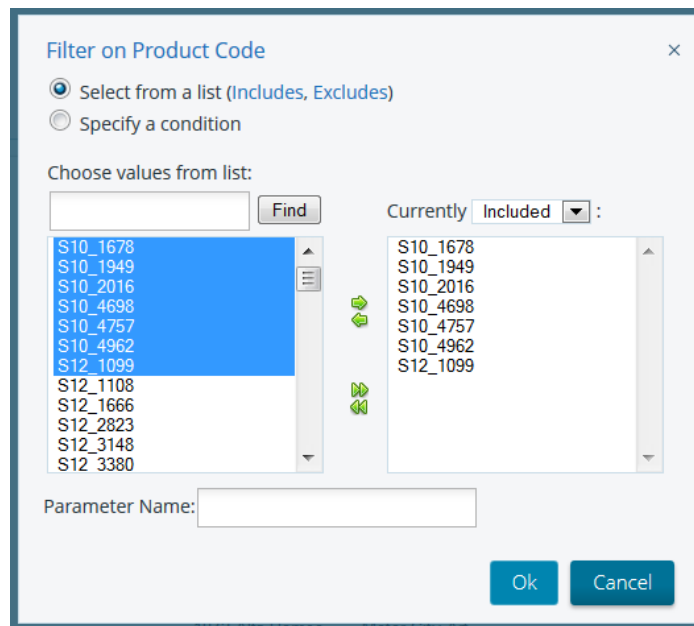 Filter on Product Code ×
Select from a list (Includes, Excludes)
Specify a condition
Choose values from list:
Find
Currently Included :
S10_1678
S10_1949
S10_2016
S10_4698
S10_4757
S10_4962
S12_1099
S12_1108
S12_1666
S12_2823
S12_3148
S12_3380
S10_1678
S10_1949
S10_2016
S10_4698
S10_4757
S10_4962
S12_1099
Parameter Name:
Ok
Cancel